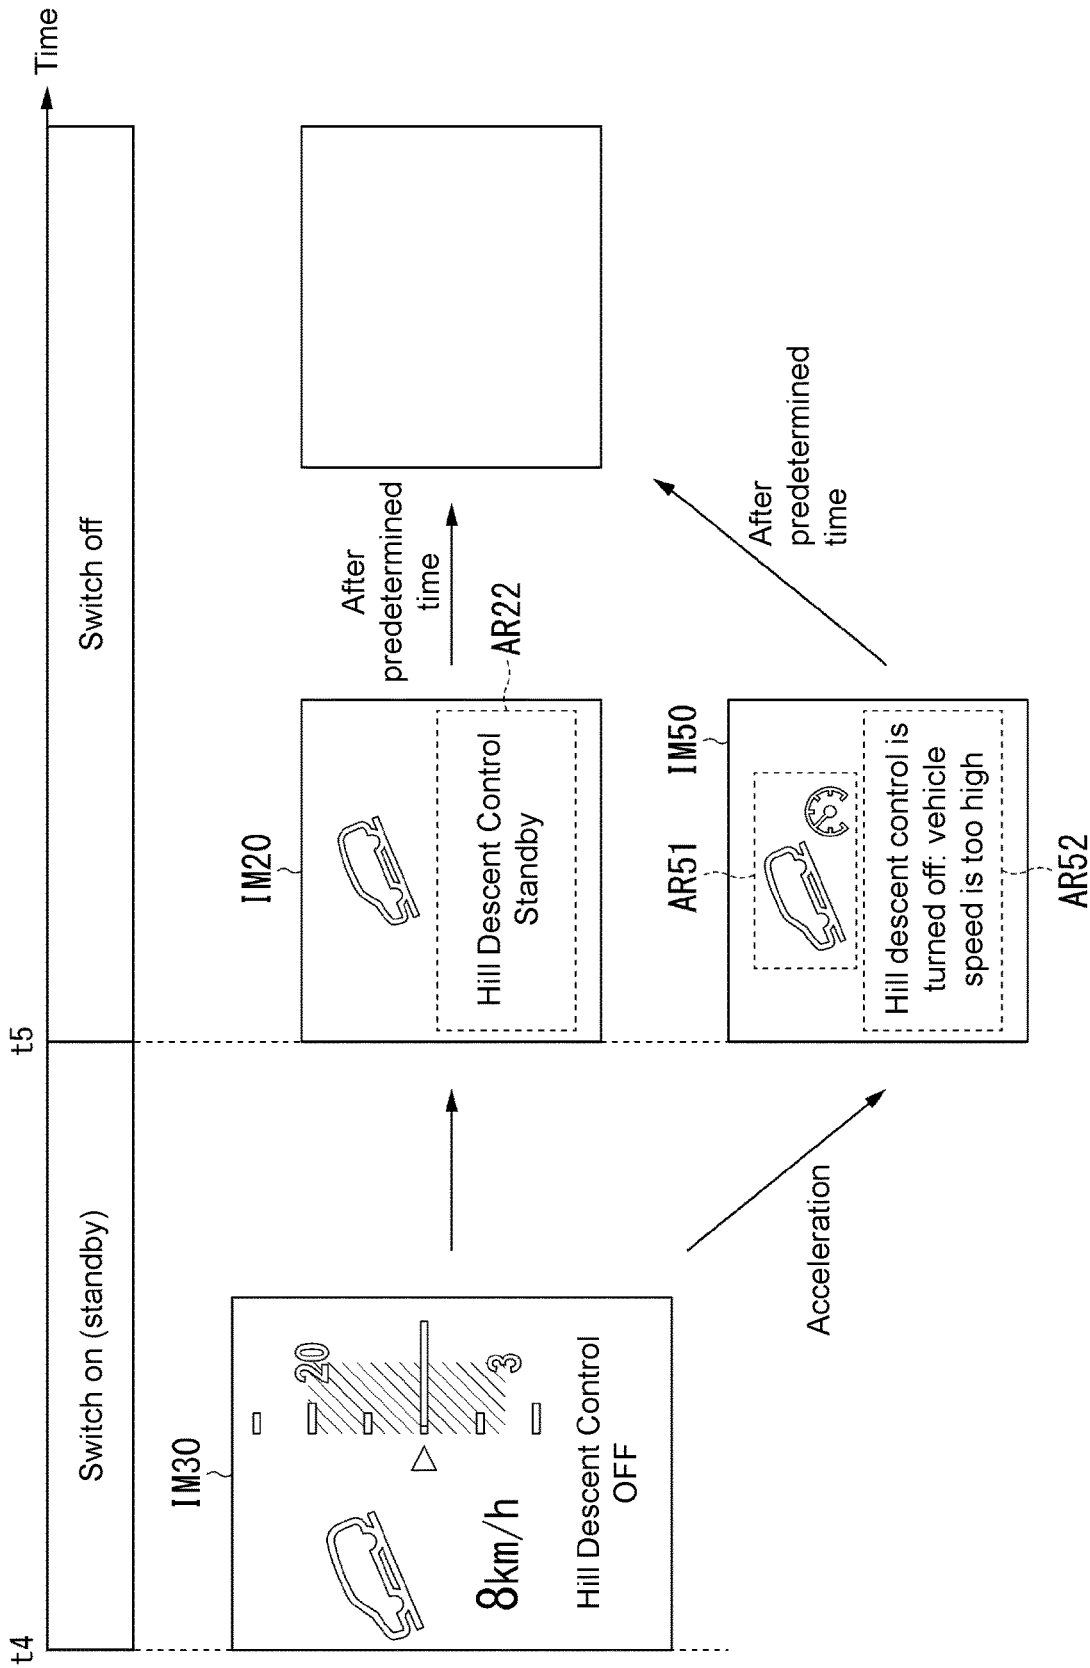 t4
t5
Time
Switch on (standby)
Switch off
IM30
20
3
8km/h
Hill Descent Control
OFF
IM20
Hill Descent Control
Standby
AR22
After
predetermined
time
Acceleration
IM50
AR51
Hill descent control is
turned off: vehicle
speed is too high
AR52
After
predetermined
time